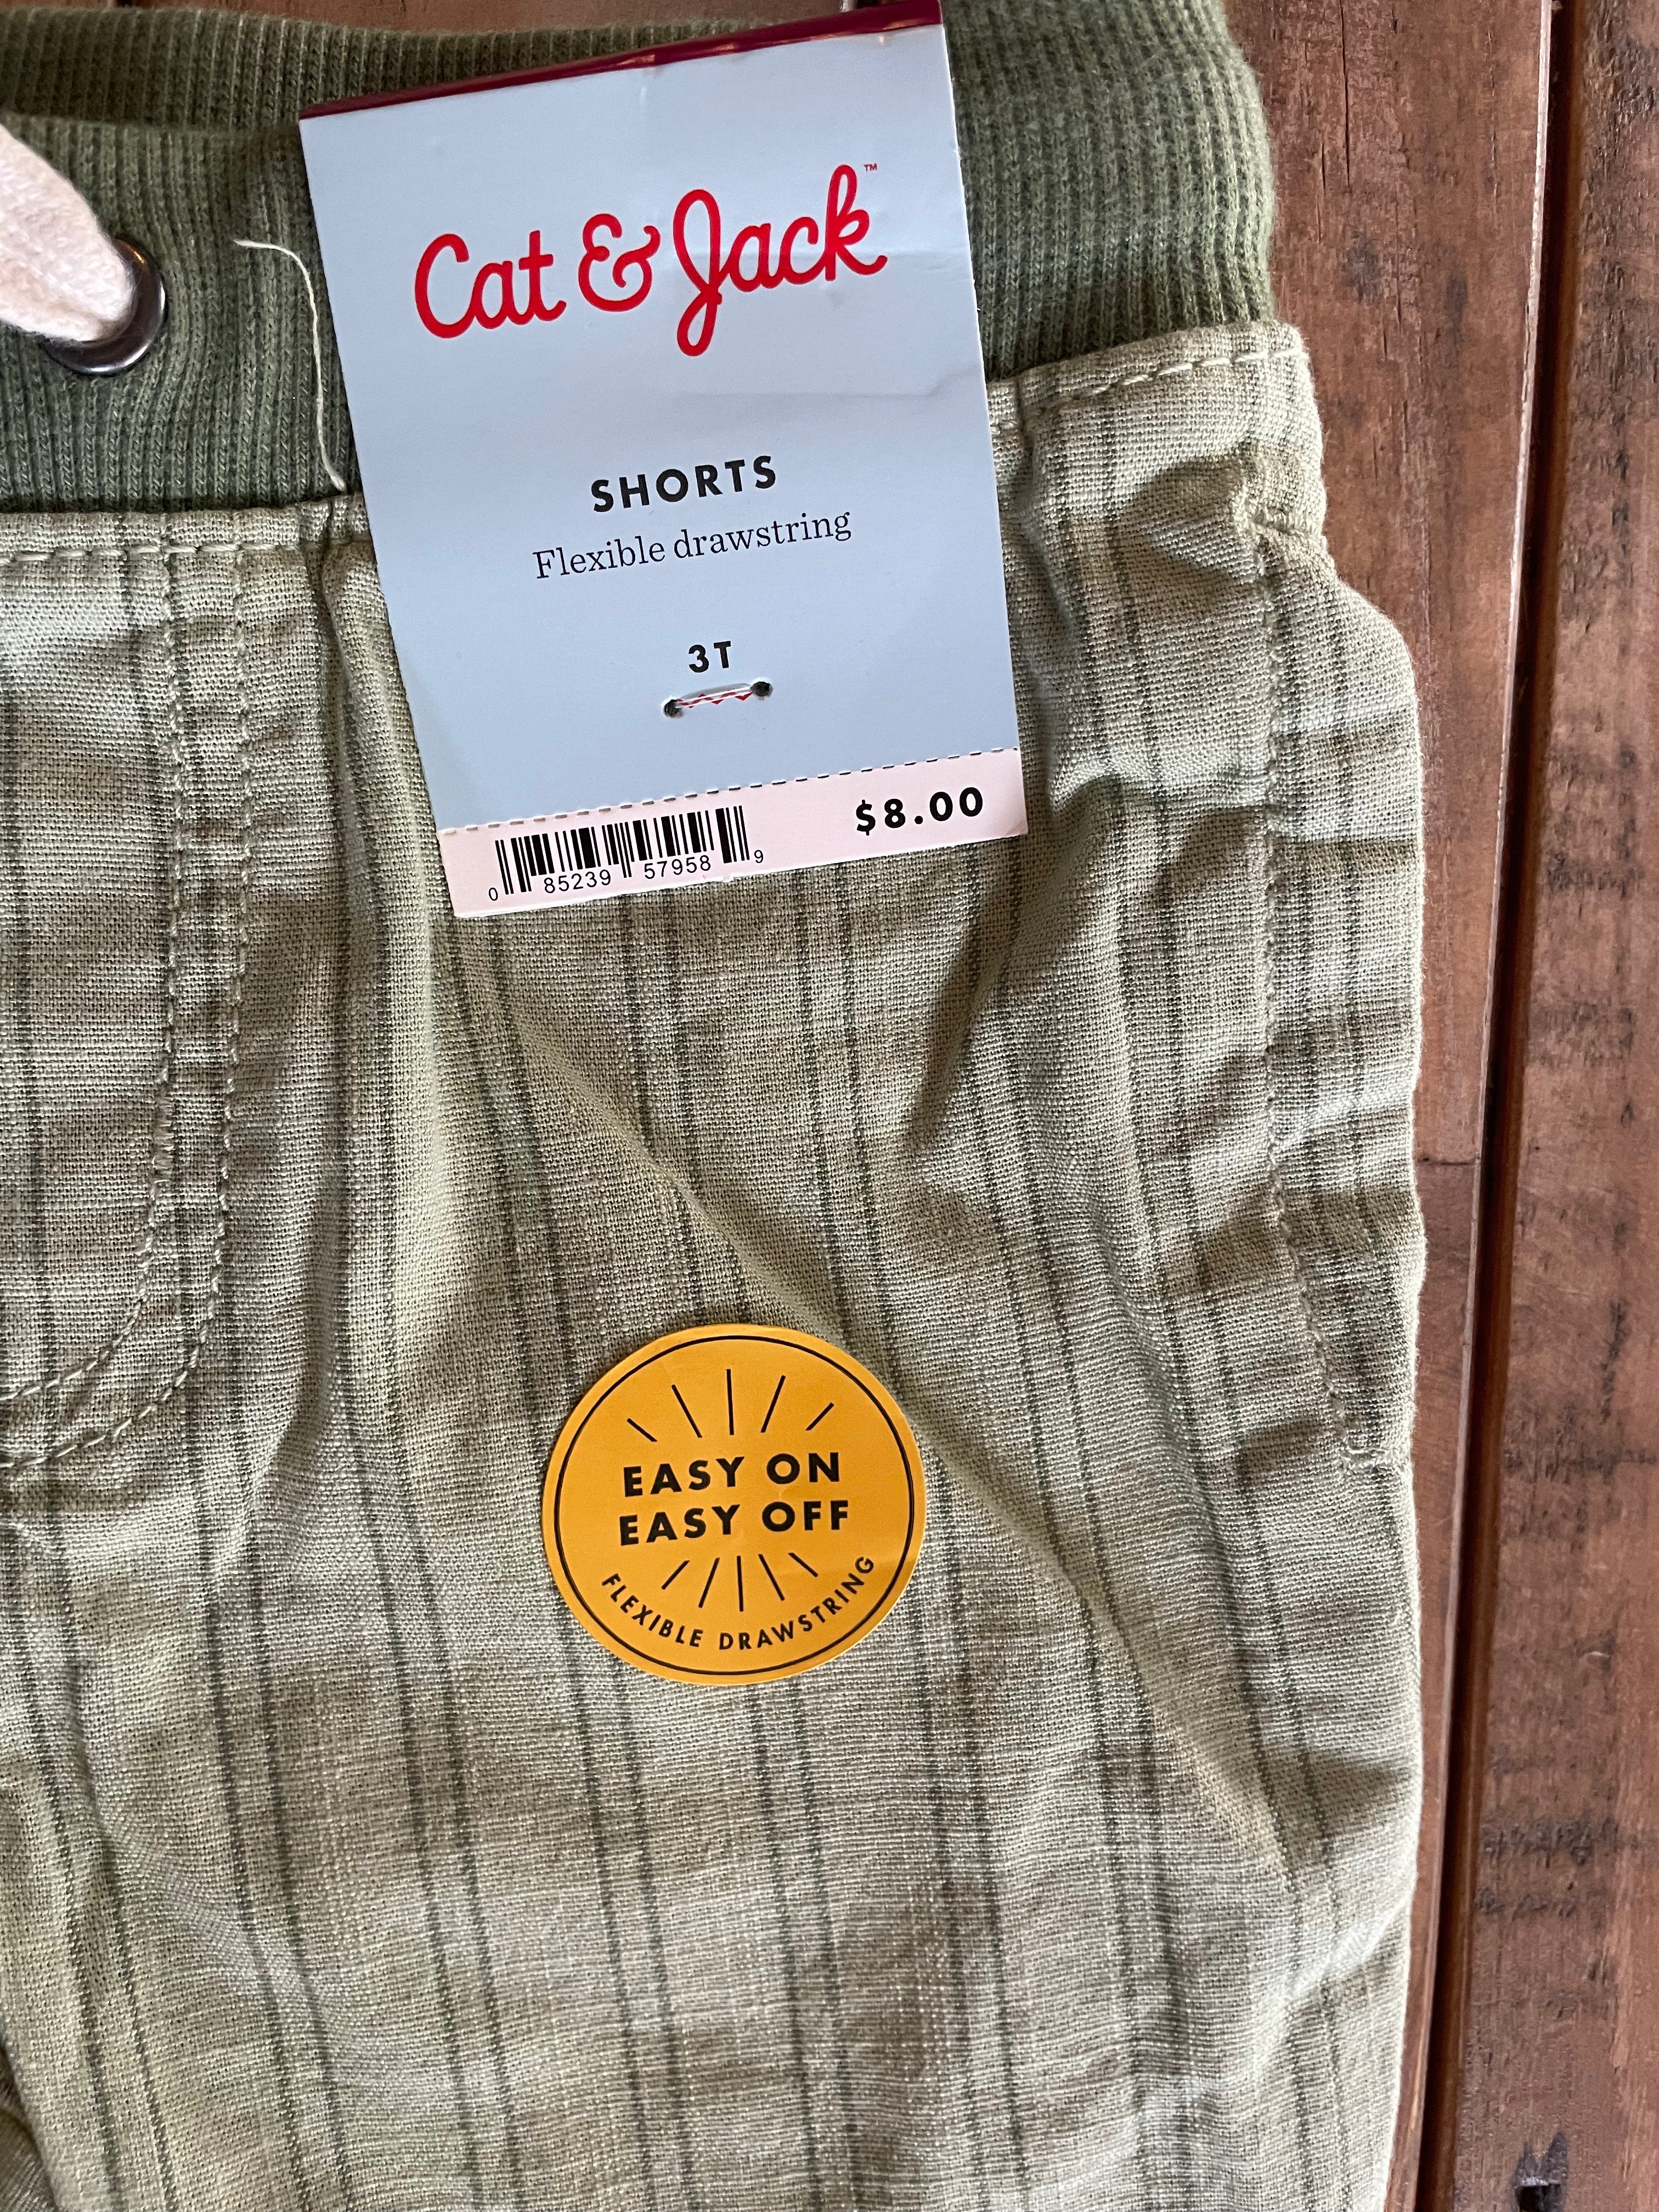 Cat & Jack™
SHORTS
Flexible drawstring
3T
$8.00
0 85239 57958 9
EASY ON
EASY OFF
FLEXIBLE DRAWSTRING